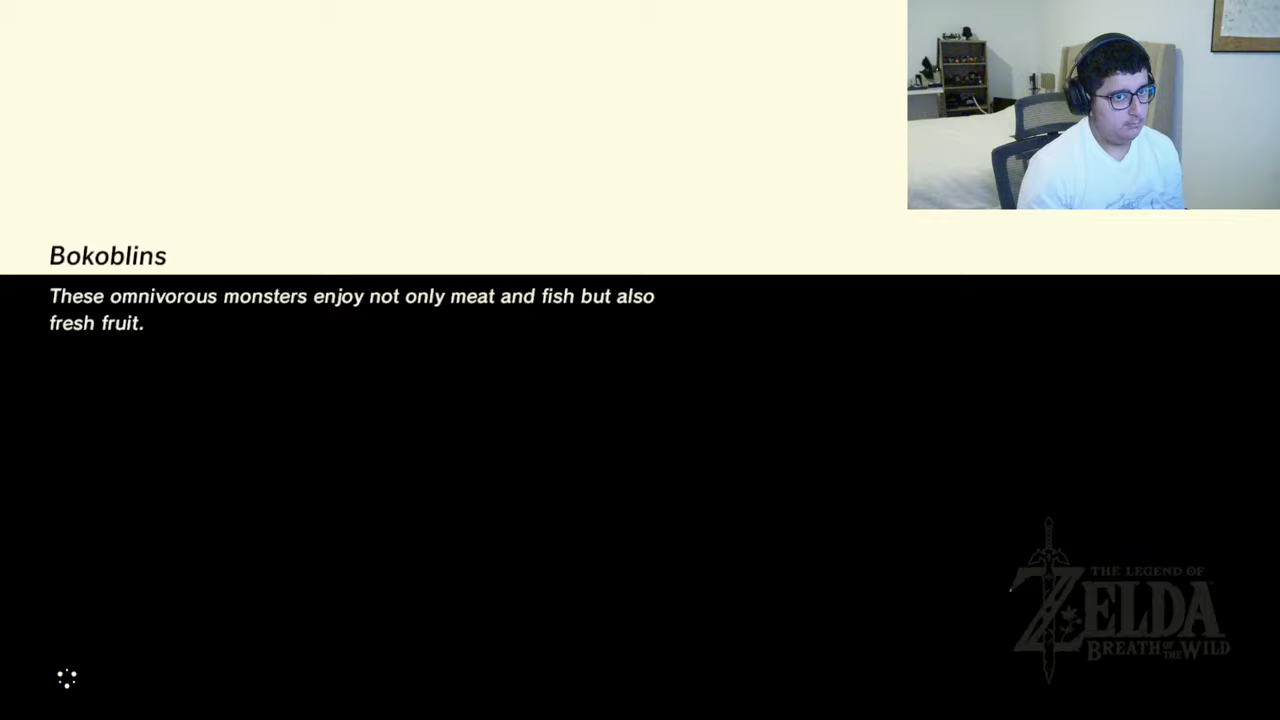 Bokoblins
These omnivorous monsters enjoy not only meat and fish but also
fresh fruit.
THE LEGEND OF
ZELDA
BREATH OF THE WILD